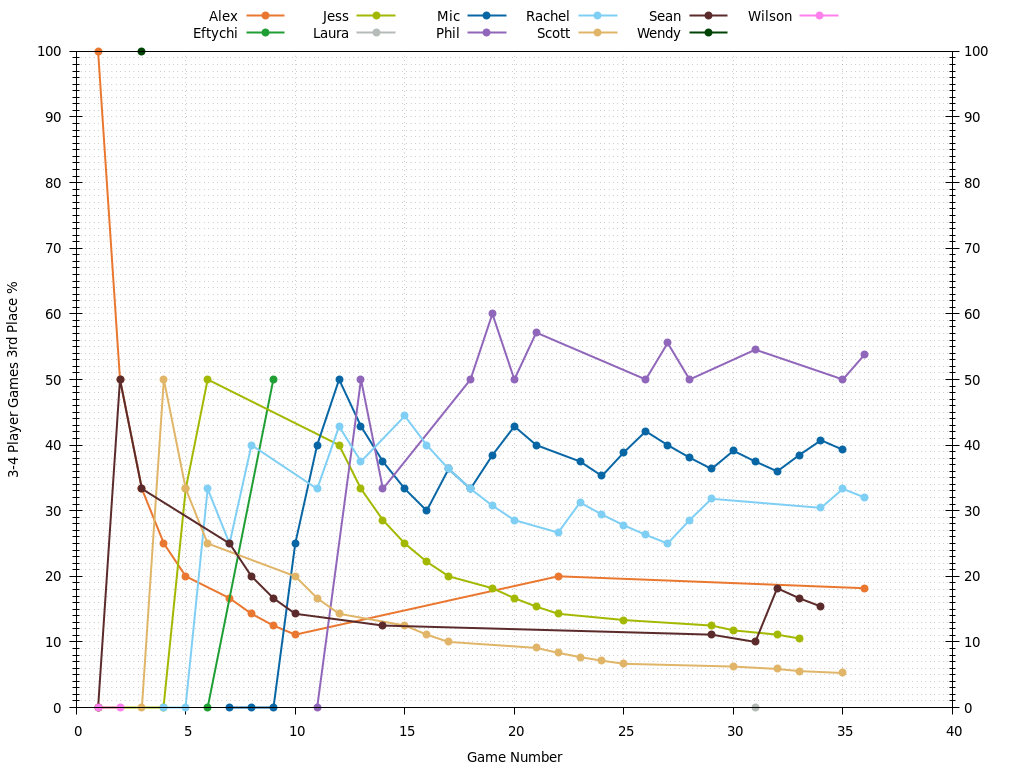 Alex Jess Mic Rachel Sean Wilson
Eftychi Laura Phil Scott Wendy
100 100
90 90
80 80
70 70
60 60
50 50
40 40
30 30
20 20
10 10
0 0
3-4 Player Games 3rd Place %
0 5 10 15 20 25 30 35 40
Game Number